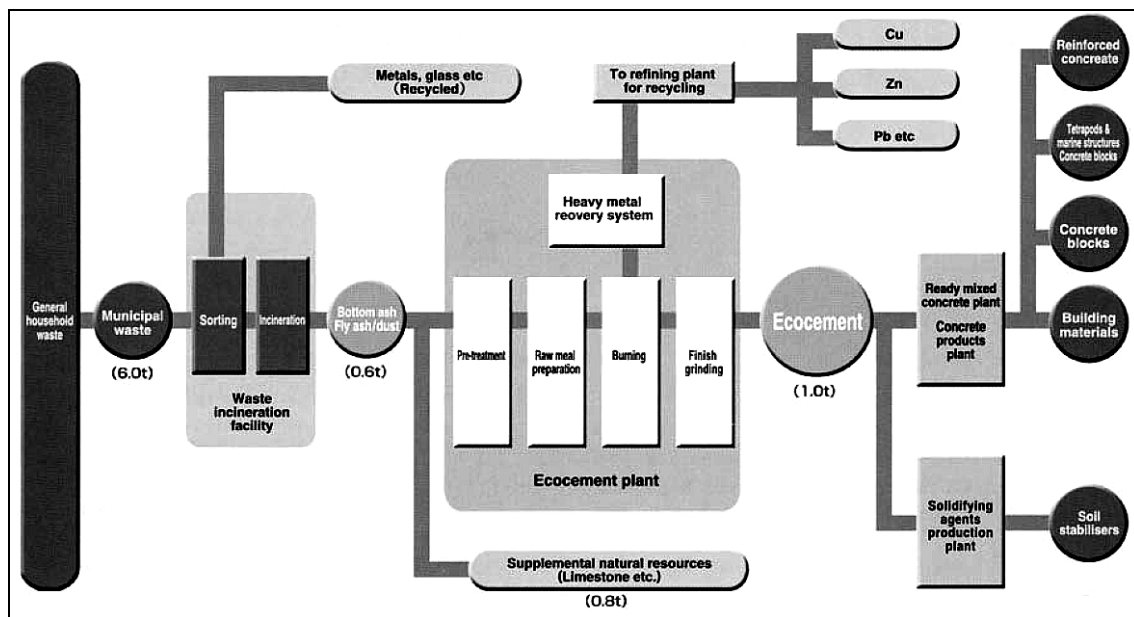 General
household
waste
Municipal
waste
(6.0t)
Metals, glass etc
(Recycled)
Sorting
Incineration
Waste
incineration
facility
Bottom ash
Fly ash/dust
(0.6t)
Supplemental natural resources
(Limestone etc.)
(0.8t)
To refining plant
for recycling
Cu
Zn
Pb etc
Heavy metal
reovery system
Pre-treatment
Raw meal
preparation
Burning
Finish
grinding
Ecocement plant
Ecocement
(1.0t)
Ready mixed
concrete plant
Concrete
products
plant
Solidifying
agents
production
plant
Reinforced
concreate
Tetrapods &
marine structures
Concrete blocks
Concrete
blocks
Building
materials
Soil
stabilisers